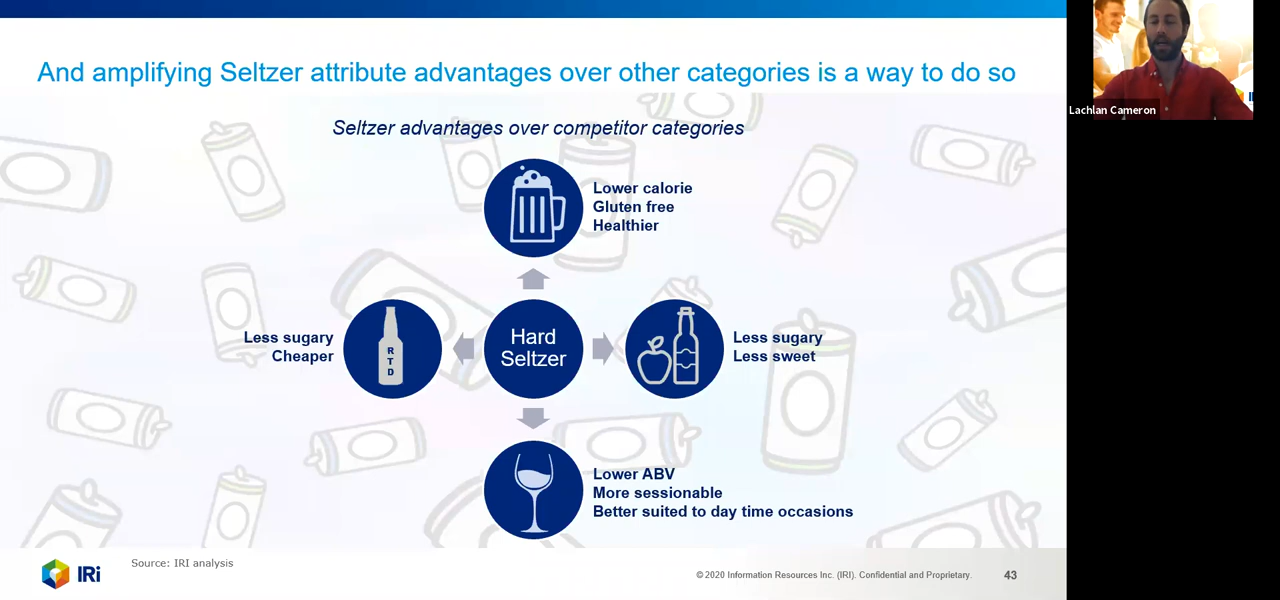 And amplifying Seltzer attribute advantages over other categories is a way to do so
Seltzer advantages over competitor categories
Lower calorie
Gluten free
Healthier
Less sugary
Cheaper
R
T
D
Hard
Seltzer
Less sugary
Less sweet
Lower ABV
More sessionable
Better suited to day time occasions
IRi
Source: IRI analysis
© 2020 Information Resources Inc. (IRI). Confidential and Proprietary.
43
Lachlan Cameron